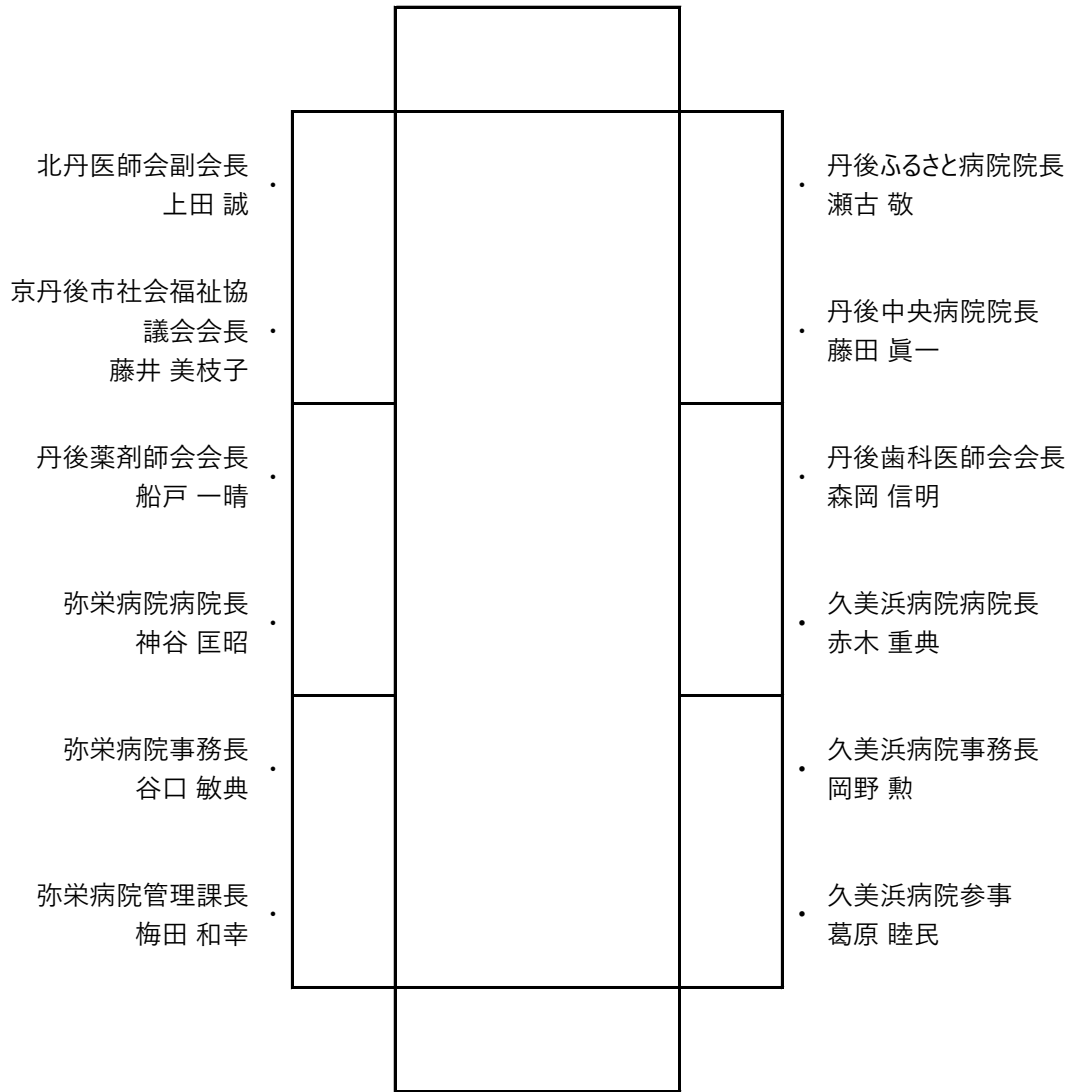 北丹医師会副会長
上田 誠
京丹後市社会福祉協
議会会長
藤井 美枝子
丹後薬剤師会会長
船戸 一晴
弥栄病院病院長
神谷 匡昭
弥栄病院事務長
谷口 敏典
弥栄病院管理課長
梅田 和幸
丹後ふるさと病院院長
瀬古 敬
丹後中央病院院長
藤田 眞一
丹後歯科医師会会長
森岡 信明
久美浜病院病院長
赤木 重典
久美浜病院事務長
岡野 勲
久美浜病院参事
葛原 睦民